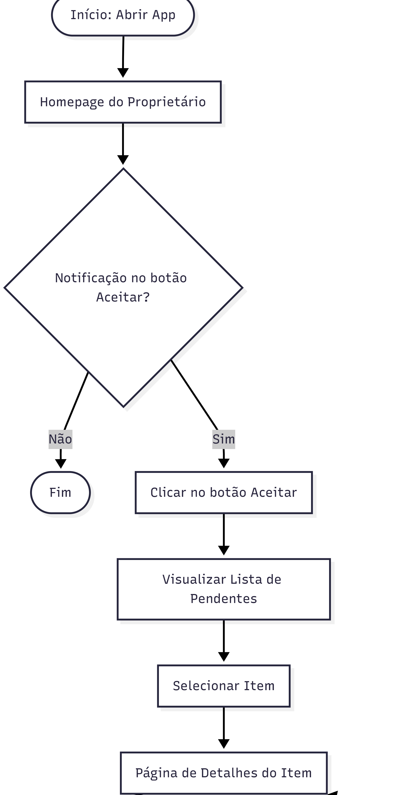 Início: Abrir App
Homepage do Proprietário
Notificação no botão
Aceitar?
Não
Sim
Fim
Clicar no botão Aceitar
Visualizar Lista de
Pendentes
Selecionar Item
Página de Detalhes do Item